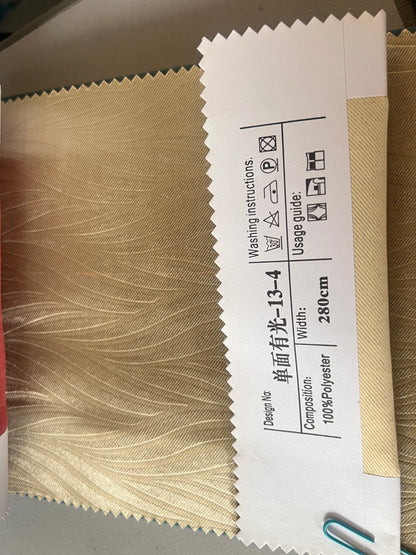 Design No:
单面有光-13-4
Washing instructions.
P
Composition:
100%Polyester
Width:
280cm
Usage guide: